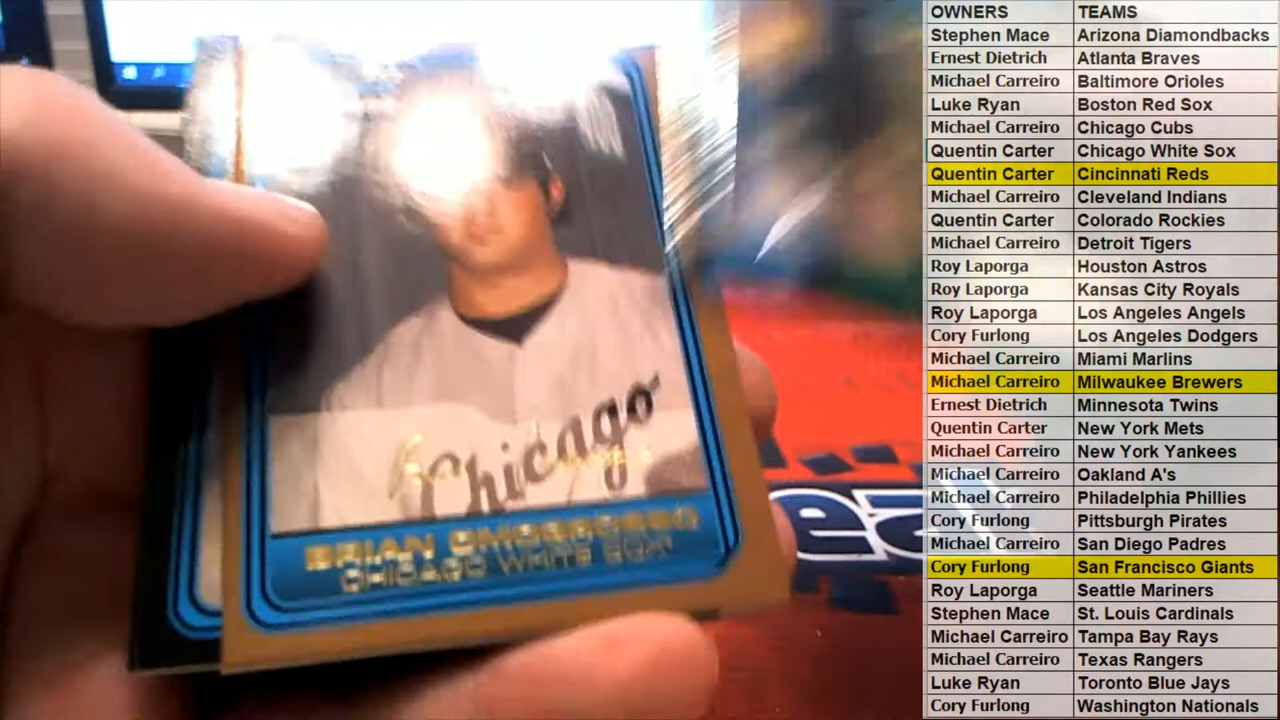 Chicago
BRIAN OMOGROSSO
CHICAGO WHITE SOX
OWNERS TEAMS
Stephen Mace Arizona Diamondbacks
Ernest Dietrich Atlanta Braves
Michael Carreiro Baltimore Orioles
Luke Ryan Boston Red Sox
Michael Carreiro Chicago Cubs
Quentin Carter Chicago White Sox
Quentin Carter Cincinnati Reds
Michael Carreiro Cleveland Indians
Quentin Carter Colorado Rockies
Michael Carreiro Detroit Tigers
Roy Laporga Houston Astros
Roy Laporga Kansas City Royals
Roy Laporga Los Angeles Angels
Cory Furlong Los Angeles Dodgers
Michael Carreiro Miami Marlins
Michael Carreiro Milwaukee Brewers
Ernest Dietrich Minnesota Twins
Quentin Carter New York Mets
Michael Carreiro New York Yankees
Michael Carreiro Oakland A's
Michael Carreiro Philadelphia Phillies
Cory Furlong Pittsburgh Pirates
Michael Carreiro San Diego Padres
Cory Furlong San Francisco Giants
Roy Laporga Seattle Mariners
Stephen Mace St. Louis Cardinals
Michael Carreiro Tampa Bay Rays
Michael Carreiro Texas Rangers
Luke Ryan Toronto Blue Jays
Cory Furlong Washington Nationals